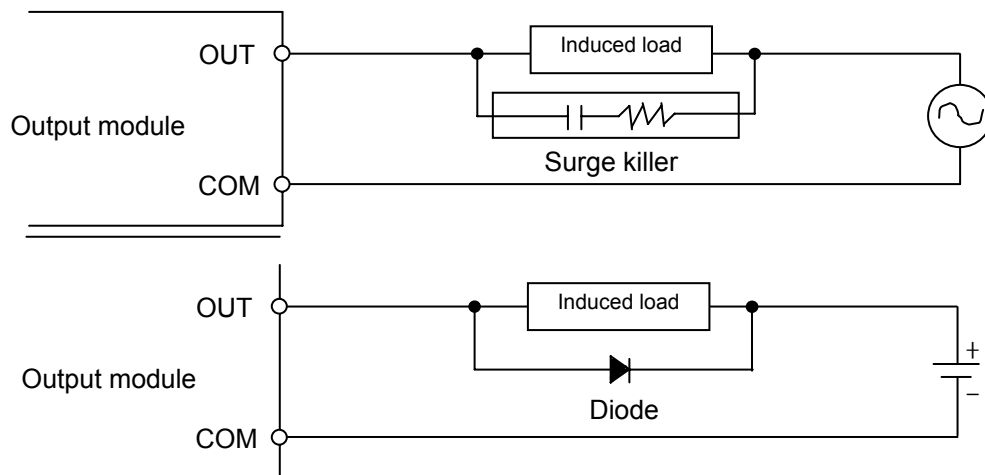 OUT
Induced load
Output module
Surge killer
COM
OUT
Induced load
+
Output module
−
Diode
COM